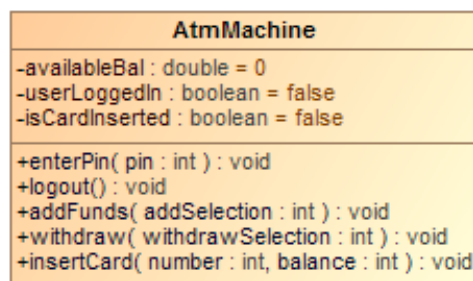 AtmMachine
-availableBal : double = 0
-userLoggedIn : boolean = false
-isCardInserted : boolean = false
+enterPin( pin : int ) : void
+logout() : void
+addFunds( addSelection : int ) : void
+withdraw( withdrawSelection : int ) : void
+insertCard( number : int, balance : int ) : void